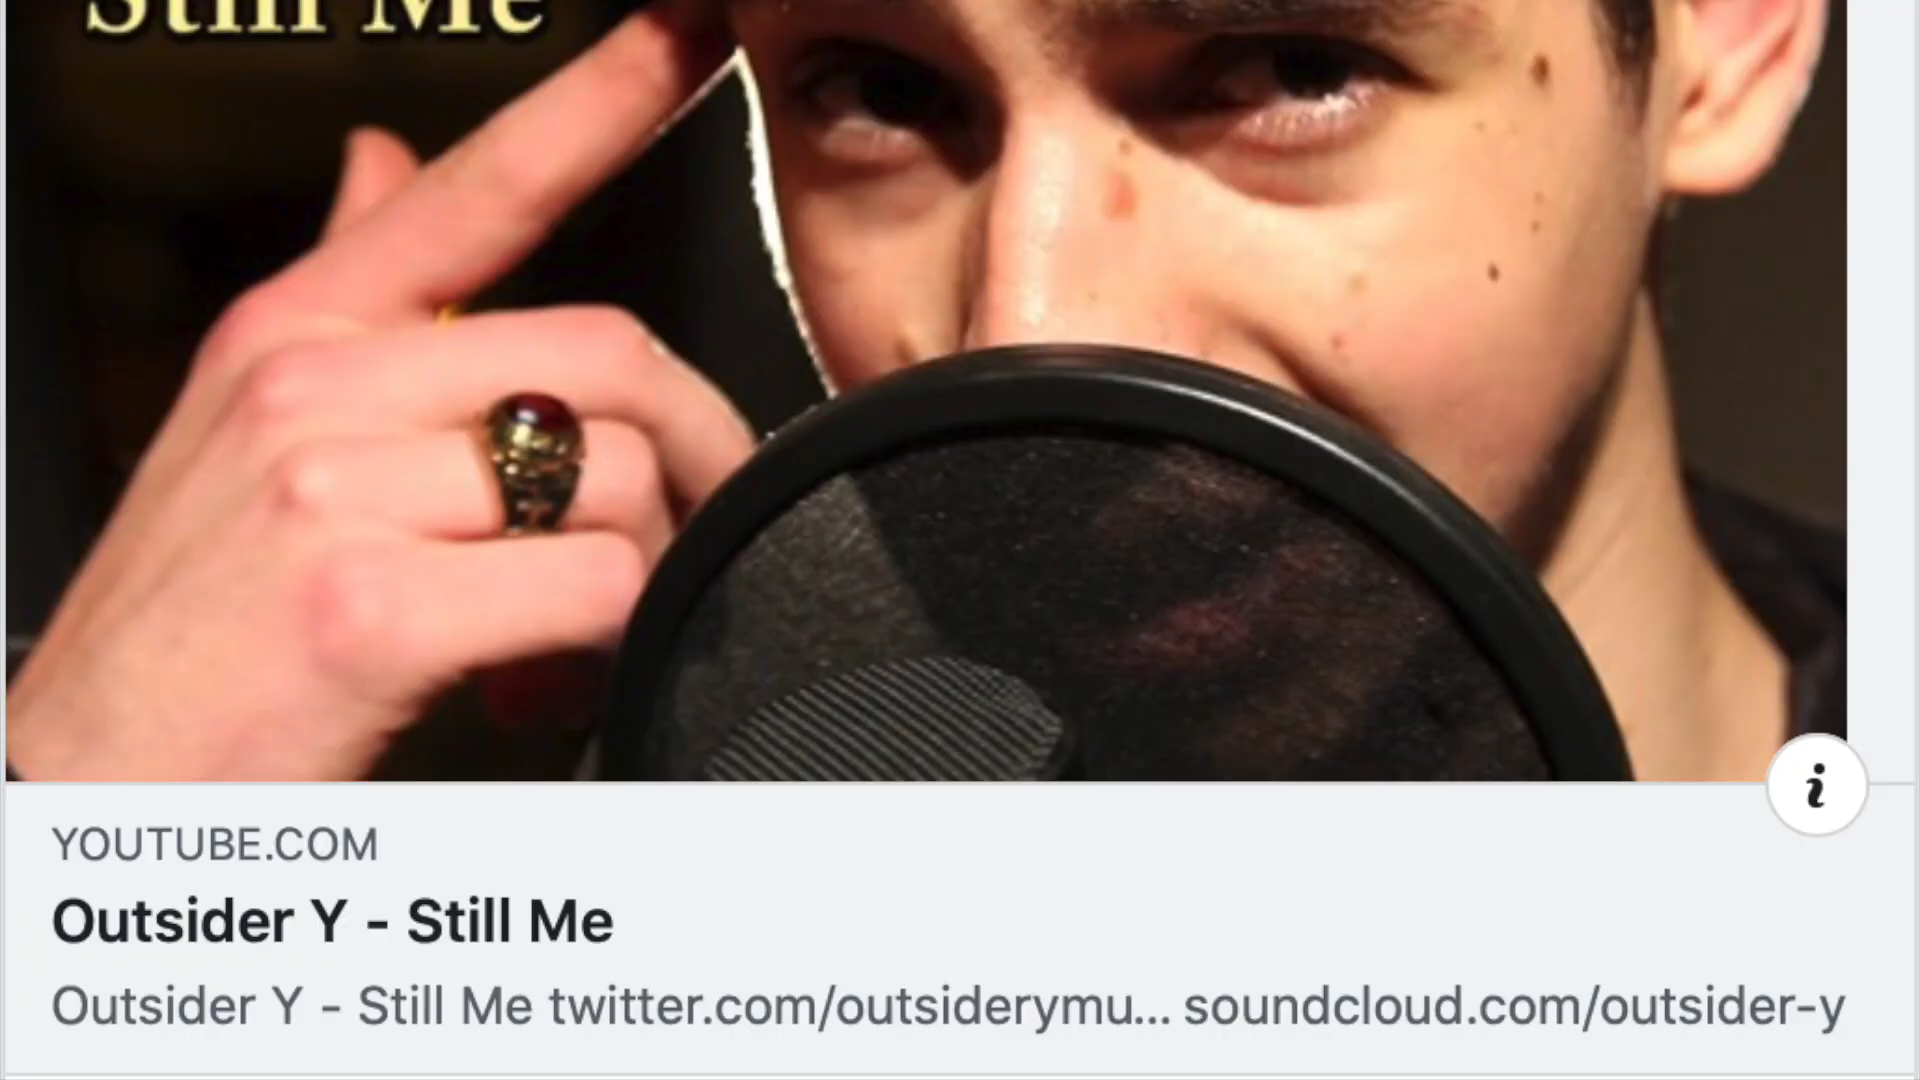 Still Me
i
YOUTUBE.COM
Outsider Y - Still Me
Outsider Y - Still Me twitter.com/outsiderymu... soundcloud.com/outsider-y